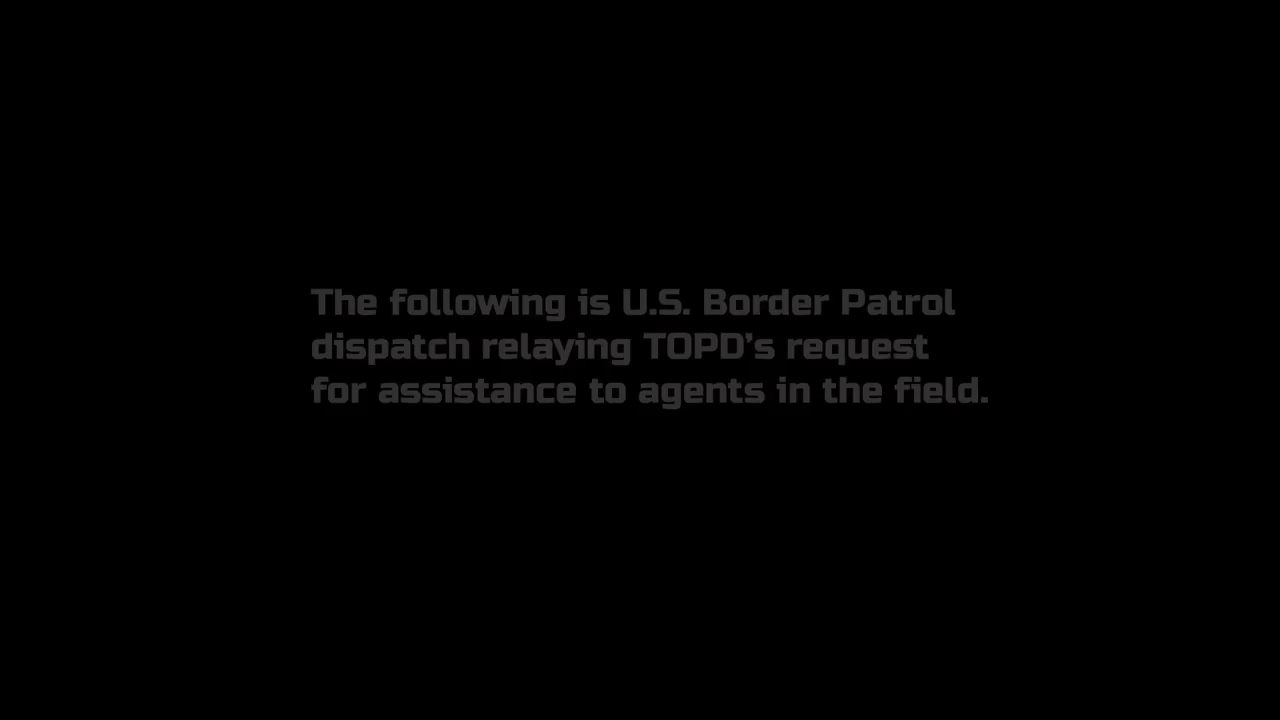 The following is U.S. Border Patrol
dispatch relaying TOPD’s request
for assistance to agents in the field.